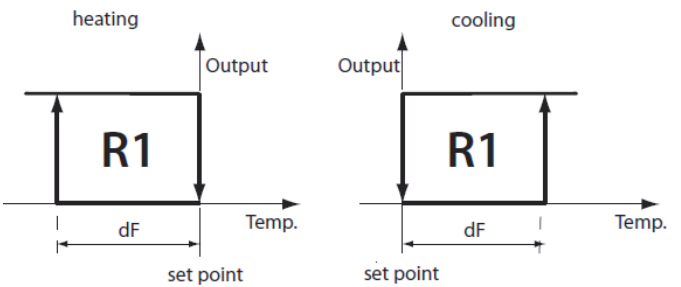 heating
Output
R1
Temp.
dF
set point
cooling
Output
R1
Temp.
dF
set point